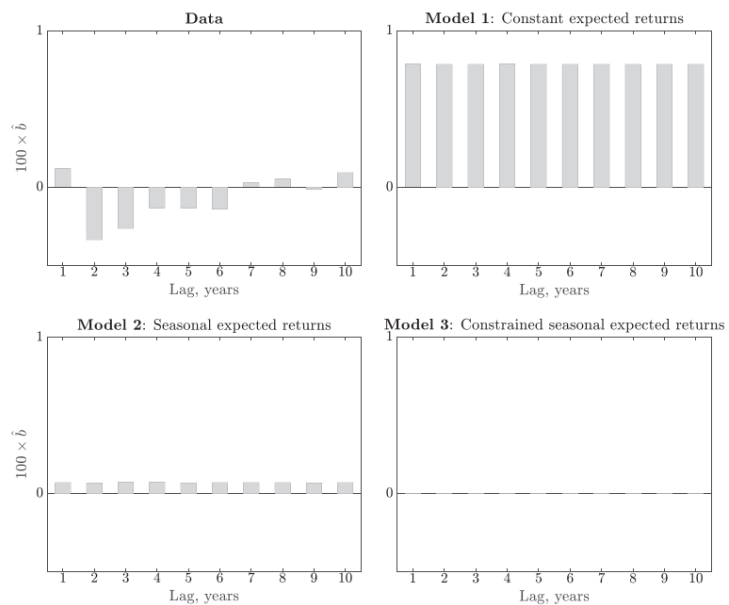 Data
1
0
100 × b̂
1 2 3 4 5 6 7 8 9 10
Lag, years
Model 1: Constant expected returns
1
0
1 2 3 4 5 6 7 8 9 10
Lag, years
Model 2: Seasonal expected returns
1
0
100 × b̂
1 2 3 4 5 6 7 8 9 10
Lag, years
Model 3: Constrained seasonal expected returns
1
0
1 2 3 4 5 6 7 8 9 10
Lag, years